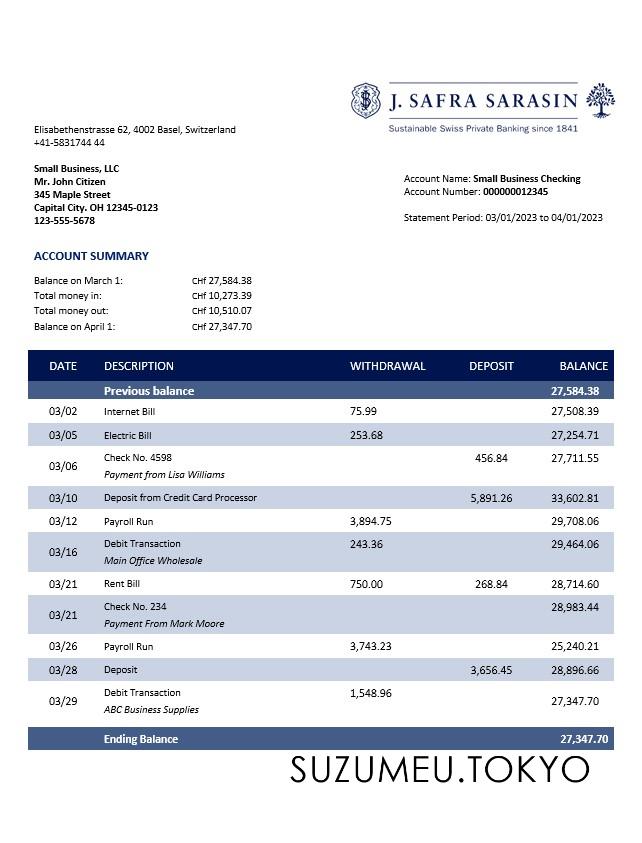 J. SAFRA SARASIN
Sustainable Swiss Private Banking since 1841
Elisabethenstrasse 62, 4002 Basel, Switzerland
+41-5831744 44
Small Business, LLC
Mr. John Citizen
345 Maple Street
Capital City. OH 12345-0123
123-555-5678
Account Name: Small Business Checking
Account Number: 000000012345
Statement Period: 03/01/2023 to 04/01/2023
ACCOUNT SUMMARY
Balance on March 1: CHf 27,584.38
Total money in: CHf 10,273.39
Total money out: CHf 10,510.07
Balance on April 1: CHf 27,347.70
DATE DESCRIPTION WITHDRAWAL DEPOSIT BALANCE
Previous balance 27,584.38
03/02 Internet Bill 75.99 27,508.39
03/05 Electric Bill 253.68 27,254.71
03/06 Check No. 4598 456.84 27,711.55
Payment from Lisa Williams
03/10 Deposit from Credit Card Processor 5,891.26 33,602.81
03/12 Payroll Run 3,894.75 29,708.06
03/16 Debit Transaction 243.36 29,464.06
Main Office Wholesale
03/21 Rent Bill 750.00 268.84 28,714.60
03/21 Check No. 234 28,983.44
Payment From Mark Moore
03/26 Payroll Run 3,743.23 25,240.21
03/28 Deposit 3,656.45 28,896.66
03/29 Debit Transaction 1,548.96 27,347.70
ABC Business Supplies
Ending Balance 27,347.70
SUZUMEU.TOKYO